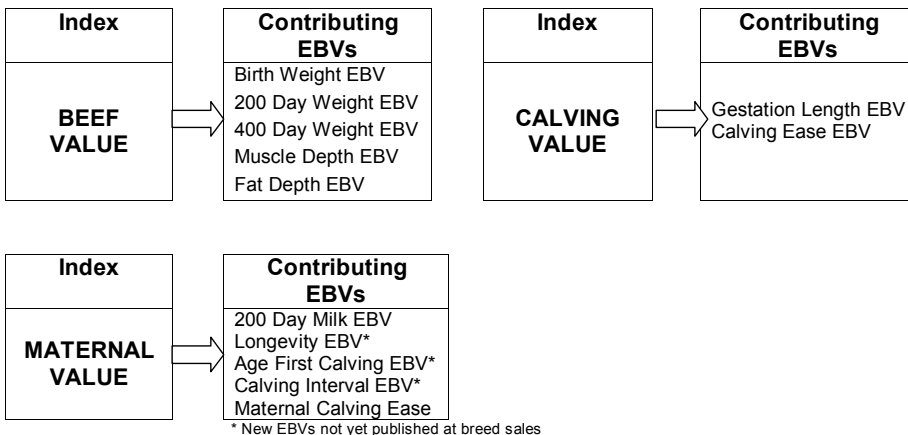 Index
Contributing
EBVs
BEEF
VALUE
Birth Weight EBV
200 Day Weight EBV
400 Day Weight EBV
Muscle Depth EBV
Fat Depth EBV
Index
Contributing
EBVs
CALVING
VALUE
Gestation Length EBV
Calving Ease EBV
Index
Contributing
EBVs
MATERNAL
VALUE
200 Day Milk EBV
Longevity EBV*
Age First Calving EBV*
Calving Interval EBV*
Maternal Calving Ease
* New EBVs not yet published at breed sales